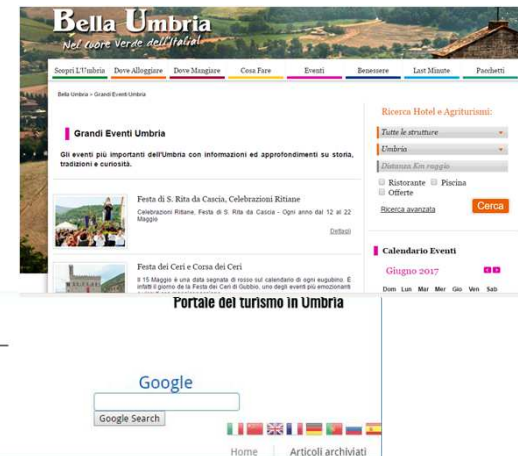 Bella Umbria
Nel cuore verde dell'Italia!
Scopri L'Umbria Dove Alloggiare Dove Mangiare Cosa Fare Eventi Benessere Last Minute Pacchetti
Bella Umbria > Grandi Eventi Umbria
Grandi Eventi Umbria
Gli eventi più importanti dell'Umbria con informazioni ed approfondimenti su storia,
tradizioni e curiosità.
Festa di S. Rita da Cascia, Celebrazioni Ritiane
Celebrazioni Ritiane, Festa di S. Rita da Cascia - Ogni anno dal 12 al 22
Maggio
Dettagli
Festa dei Ceri e Corsa dei Ceri
Il 15 Maggio è una data segnata di rosso sul calendario di ogni eugubino. È
infatti il giorno de la Festa dei Ceri di Gubbio, uno degli eventi più emozionanti
Ricerca Hotel e Agriturismi:
Tutte le strutture
Umbria
Distanza Km raggio
Ristorante Piscina
Offerte
Ricerca avanzata
Cerca
Calendario Eventi
Giugno 2017
Dom Lun Mar Mer Gio Ven Sab
Portale del turismo in Umbria
Google
Google Search
Home Articoli archiviati